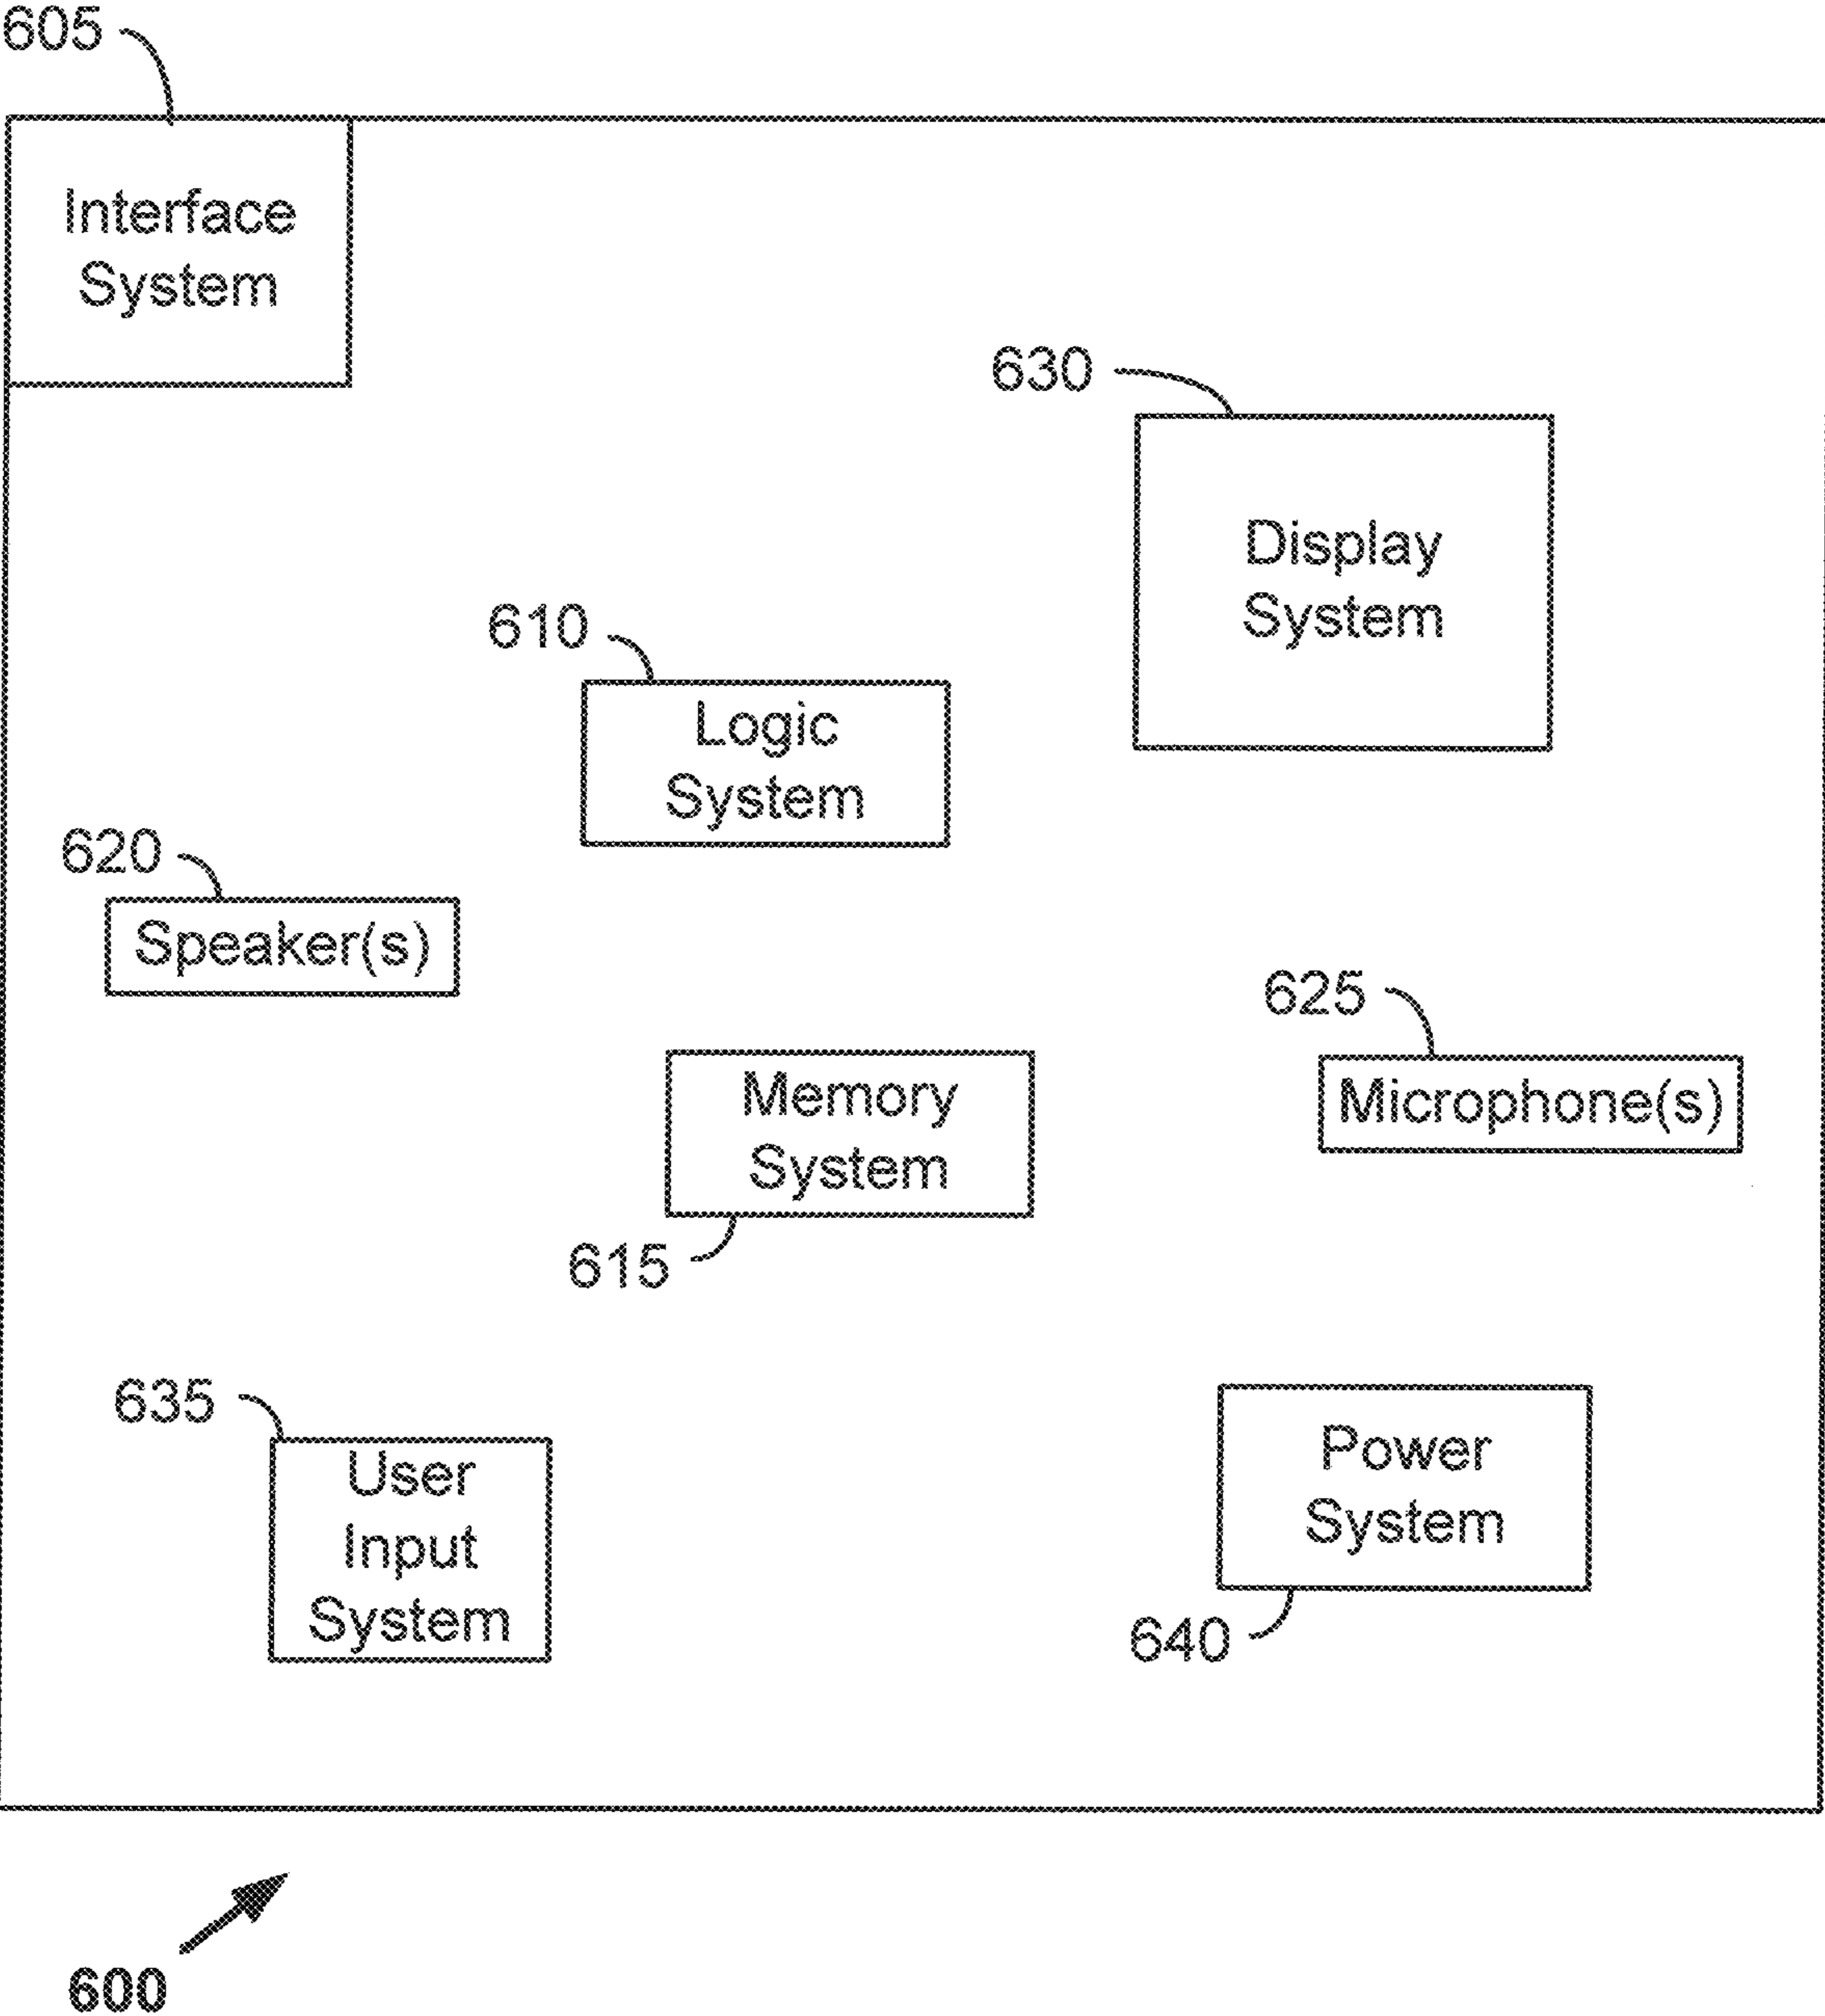 605
Interface
System
630
Display
System
610
Logic
System
620
Speaker(s)
625
Microphone(s)
Memory
System
615
635
User
Input
System
Power
System
640
600